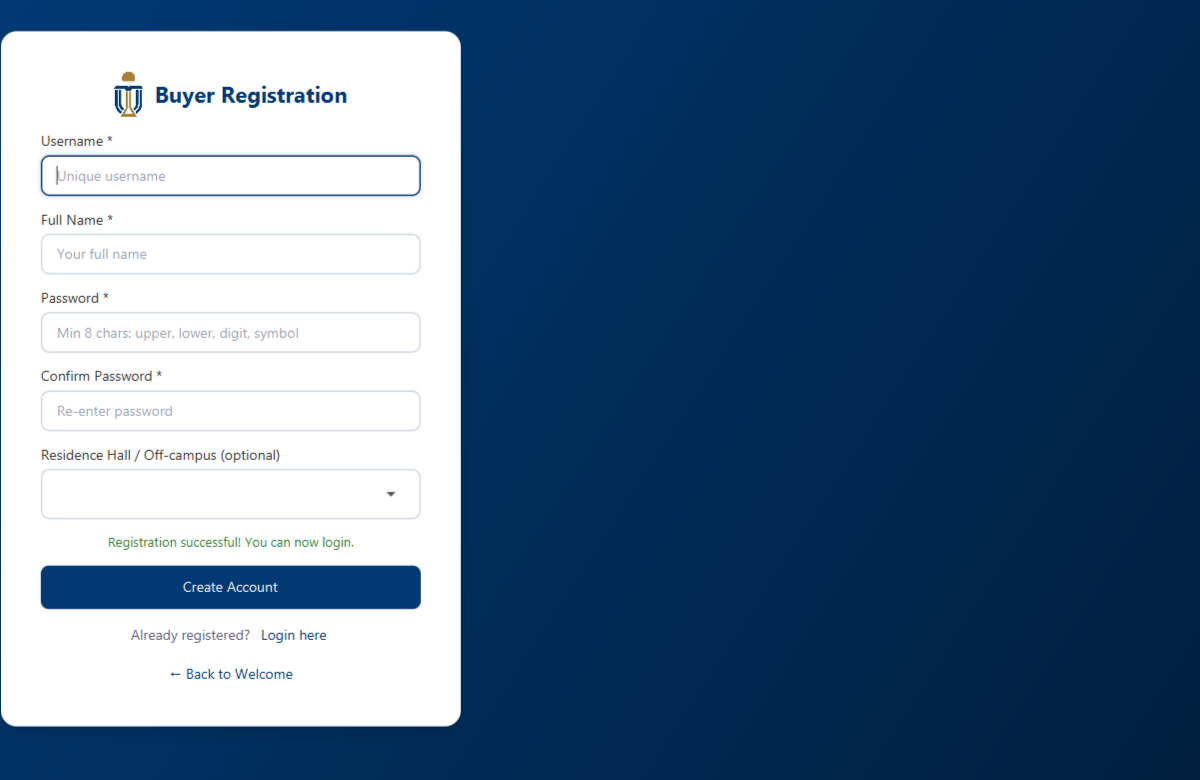 Buyer Registration
Username *
Unique username
Full Name *
Your full name
Password *
Min 8 chars: upper, lower, digit, symbol
Confirm Password *
Re-enter password
Residence Hall / Off-campus (optional)
Registration successful! You can now login.
Create Account
Already registered? Login here
← Back to Welcome